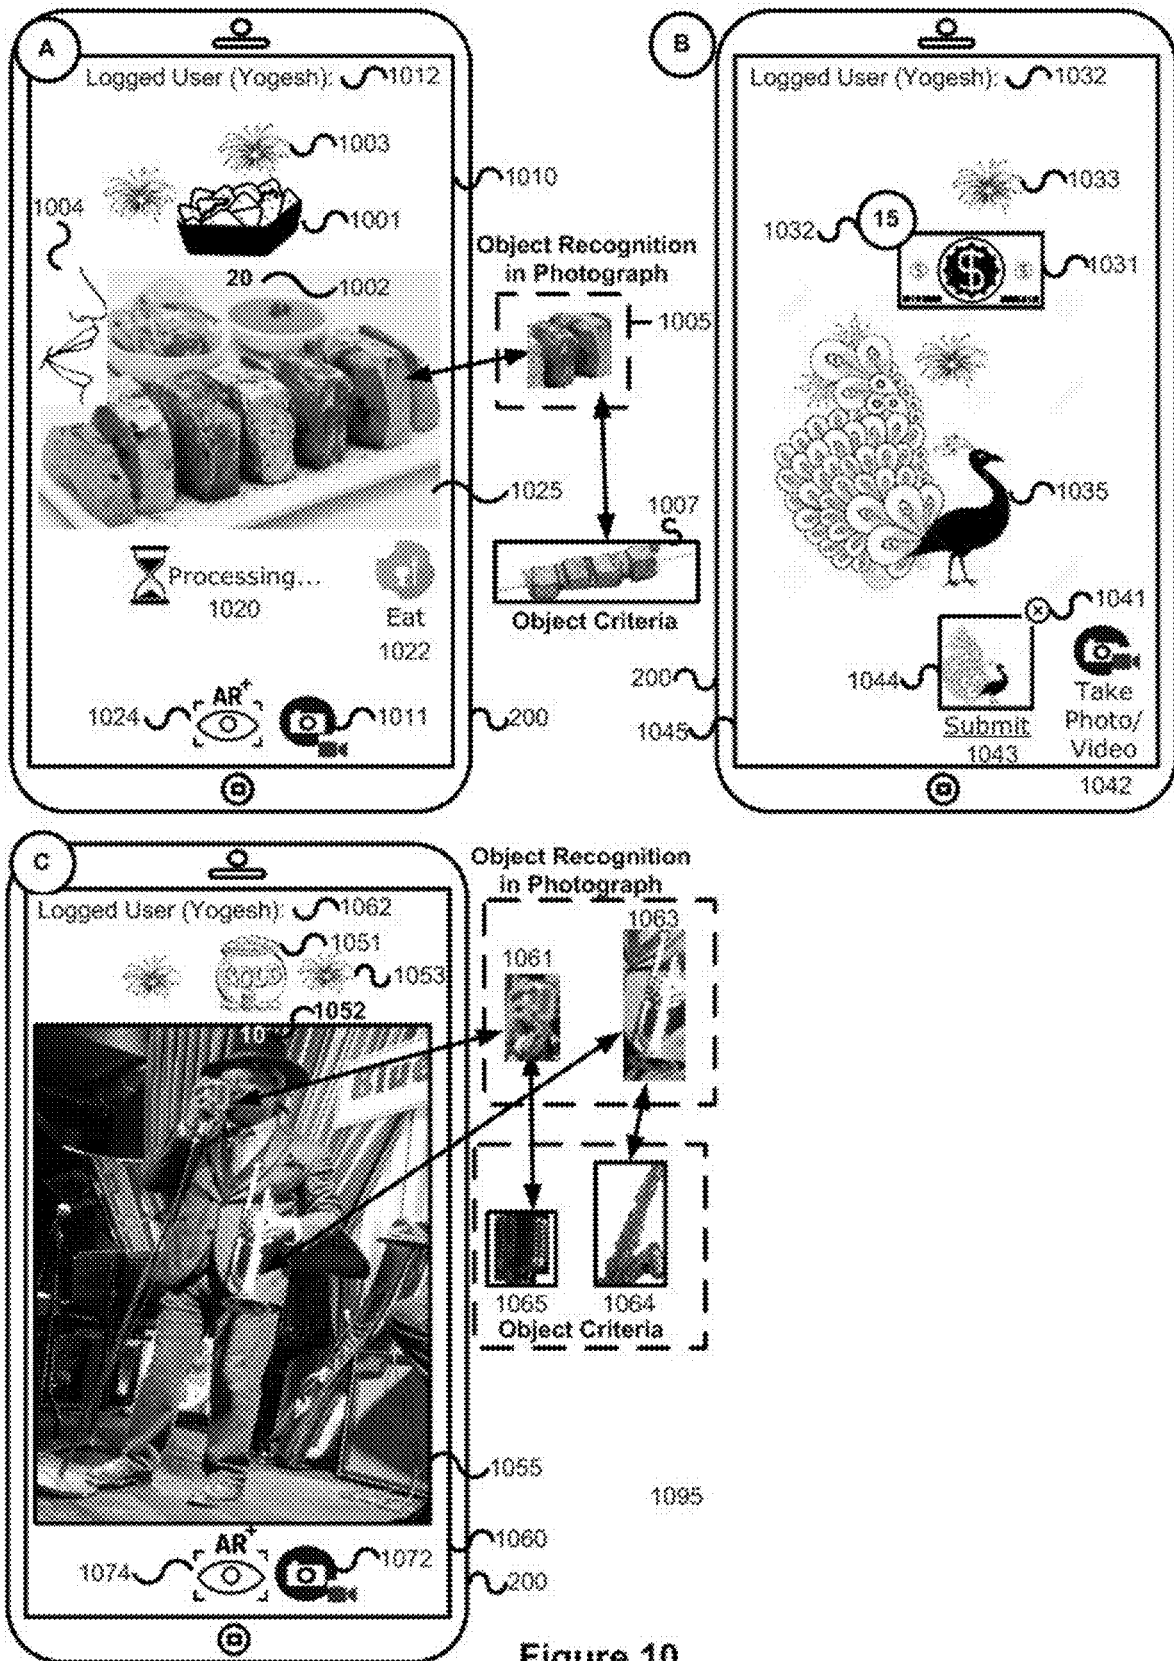 A
Logged User (Yogesh): 1012
1003
1010
1004
1001
Object Recognition
in Photograph
20
1002
1005
1025
1007
Processing...
1020
Eat
1022
Object Criteria
AR+
1024
1011
200
B
Logged User (Yogesh): 1032
1033
1032
15
$
1031
1035
1041
200
1044
1045
Submit
1043
Take
Photo/
Video
1042
C
Logged User (Yogesh): 1062
1051
1053
GOLD
1052
10
Object Recognition
in Photograph
1063
1061
1065
1064
Object Criteria
1055
1095
1060
AR+
1074
1072
200
Figure 10